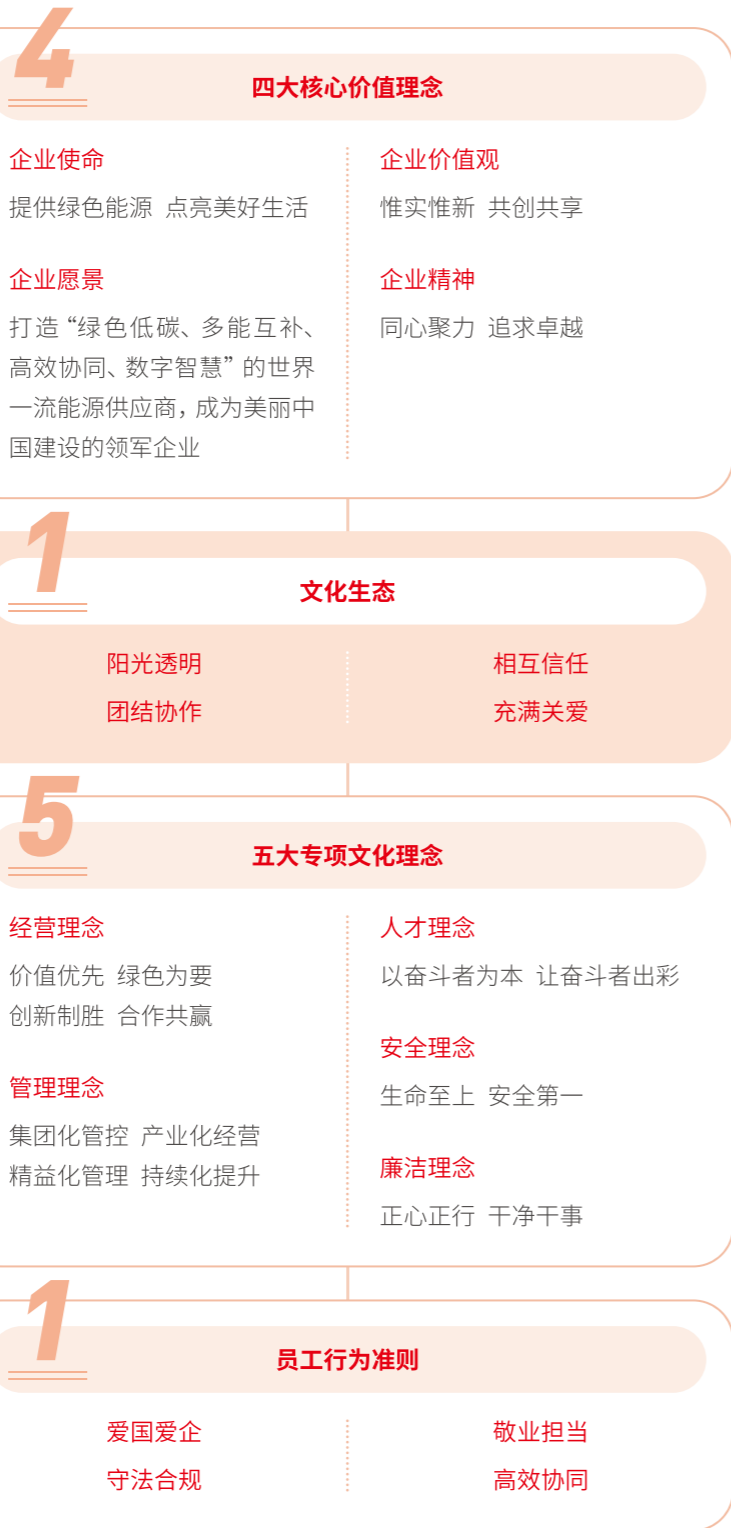 4
四大核心价值理念
企业使命
提供绿色能源 点亮美好生活
企业愿景
打造“绿色低碳、多能互补、
高效协同、数字智慧”的世界
一流能源供应商，成为美丽中
国建设的领军企业
企业价值观
惟实惟新 共创共享
企业精神
同心聚力 追求卓越
1
文化生态
阳光透明
团结协作
相互信任
充满关爱
5
五大专项文化理念
经营理念
价值优先 绿色为要
创新制胜 合作共赢
管理理念
集团化管控 产业化经营
精益化管理 持续化提升
人才理念
以奋斗者为本 让奋斗者出彩
安全理念
生命至上 安全第一
廉洁理念
正心正行 干净干事
1
员工行为准则
爱国爱企
守法合规
敬业担当
高效协同